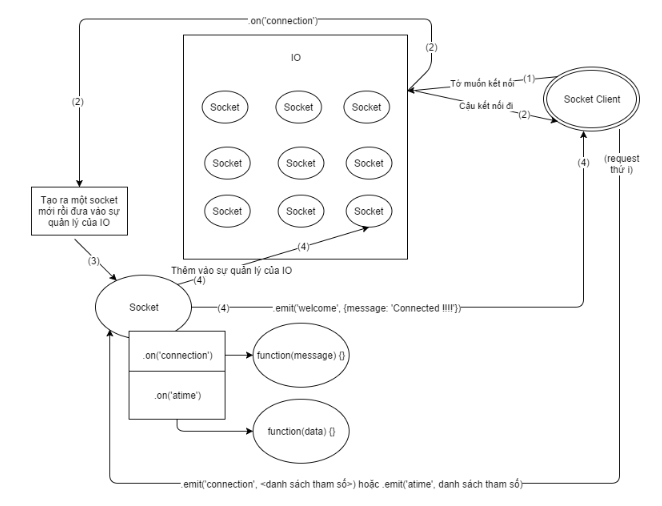 .on('connection')
IO
(2)
Tớ muốn kết nối
(1)
Cậu kết nối đi
(2)
Socket Client
Socket
Socket
Socket
(2)
Socket
Socket
Socket
(4)
(request
thứ i)
Tạo ra một socket
mới rồi đưa vào sự
quản lý của IO
Socket
Socket
Socket
(4)
(3)
Thêm vào sự quản lý của IO
(4)
Socket
(4)
.emit('welcome', {message: 'Connected !!!!'})
.on('connection')
function(message) {}
.on('atime')
function(data) {}
.emit('connection', <danh sách tham số>) hoặc .emit('atime', danh sách tham số)